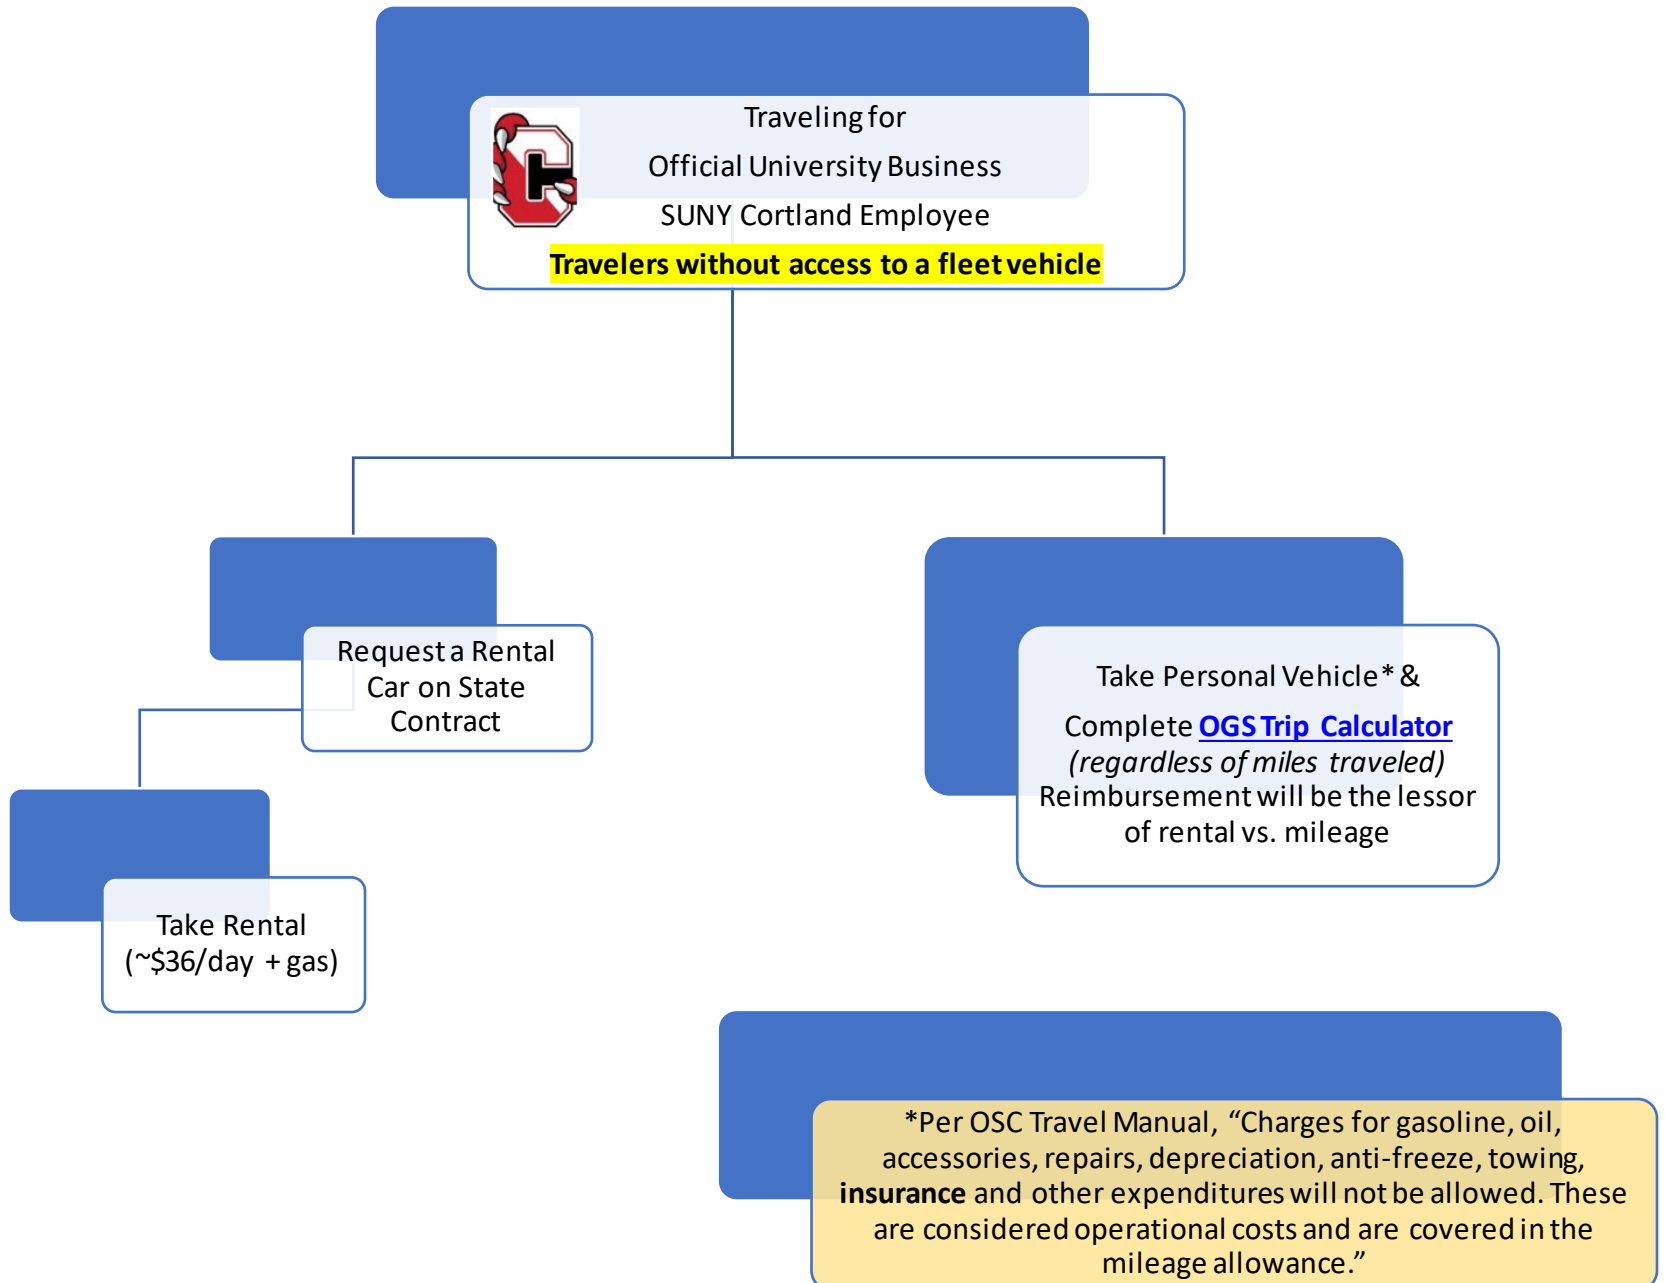 Traveling for
Official University Business
SUNY Cortland Employee
Travelers without access to a fleet vehicle
Request a Rental
Car on State
Contract
Take Rental
(~$36/day + gas)
Take Personal Vehicle* &
Complete OGS Trip Calculator
(regardless of miles traveled)
Reimbursement will be the lessor
of rental vs. mileage
*Per OSC Travel Manual, “Charges for gasoline, oil,
accessories, repairs, depreciation, anti-freeze, towing,
insurance and other expenditures will not be allowed. These
are considered operational costs and are covered in the
mileage allowance.”